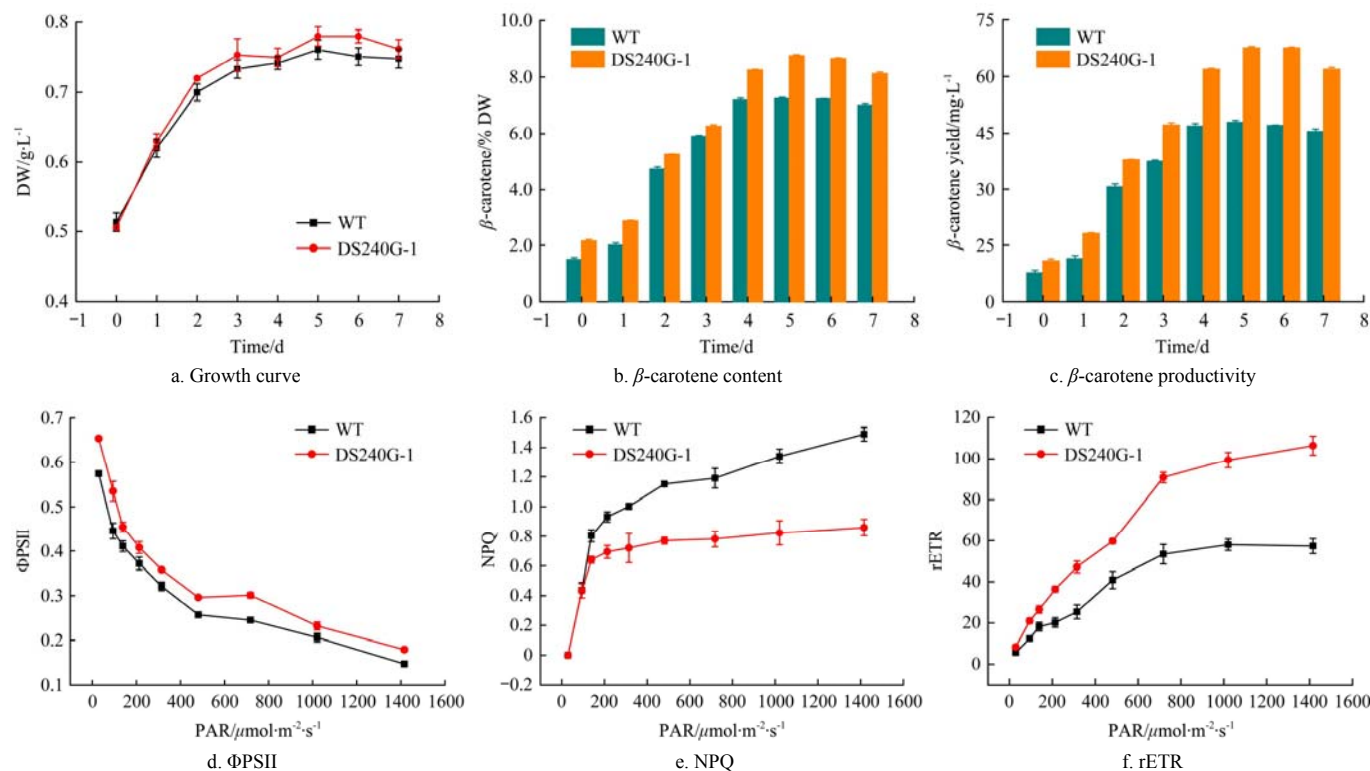 0.8
0.7
0.6
0.5
0.4
DW/g·L⁻¹
WT
DS240G-1
−1 0 1 2 3 4 5 6 7 8
Time/d
a. Growth curve
8.0
10.0
8.0
6.0
4.0
2.0
0
β-carotene/% DW
WT
DS240G-1
−1 0 1 2 3 4 5 6 7 8
Time/d
b. β-carotene content
75
60
45
30
25
0
β-carotene yield/mg·L⁻¹
WT
DS240G-1
−1 0 1 2 3 4 5 6 7 8
Time/d
c. β-carotene productivity
0.7
0.6
0.5
0.4
0.3
0.2
0.1
ΦPSII
WT
DS240G-1
0 200 400 600 800 1000 1200 1400 1600
PAR/μmol·m⁻²·s⁻¹
d. ΦPSII
1.6
1.4
1.2
1.0
0.8
0.6
0.4
0.2
0
−0.2
NPQ
WT
DS240G-1
0 200 400 600 800 1000 1200 1400 1600
PAR/μmol·m⁻²·s⁻¹
e. NPQ
120
100
80
60
40
20
0
rETR
WT
DS240G-1
0 200 400 600 800 1000 1200 1400 1600
PAR/μmol·m⁻²·s⁻¹
f. rETR